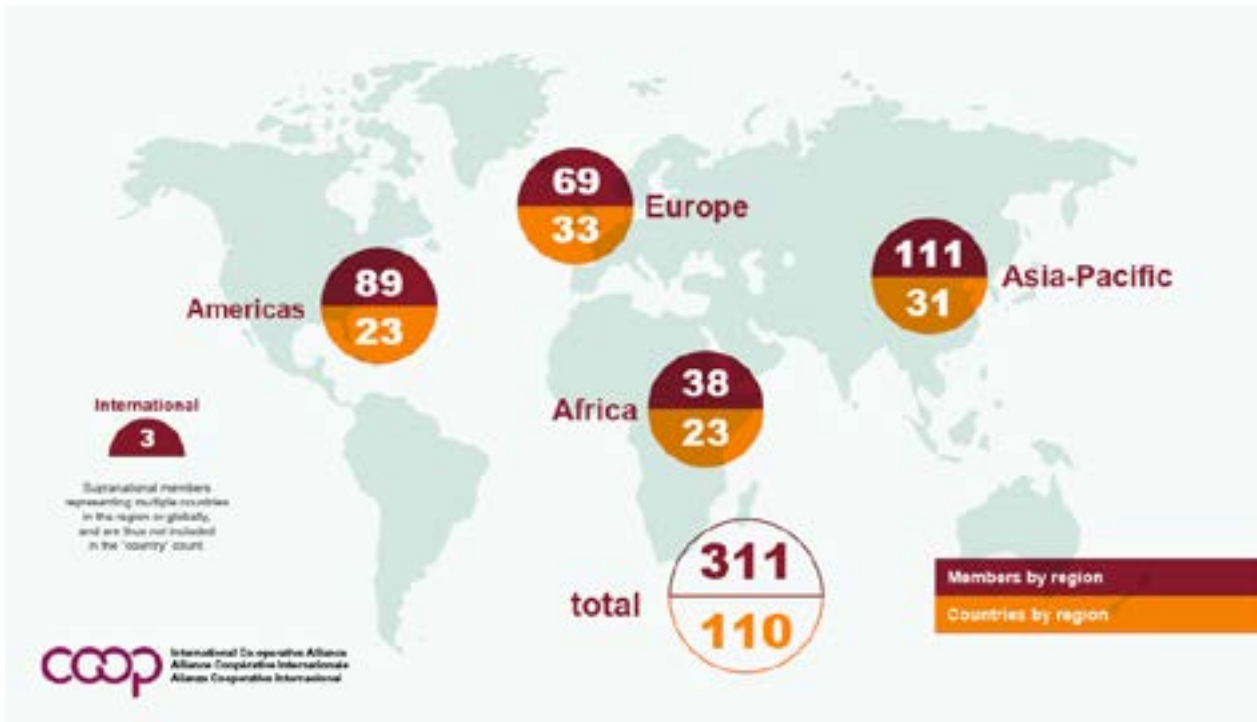 69
33
Europe
111
31
Asia-Pacific
89
23
Americas
38
23
Africa
International
3
Supranational members
representing multiple countries
in the region or globally,
and are thus not included
in the "country" count.
311
110
total
Members by region
Countries by region
coop
International Co-operative Alliance
Alliance Coopérative Internationale
Alianza Cooperativa Internacional